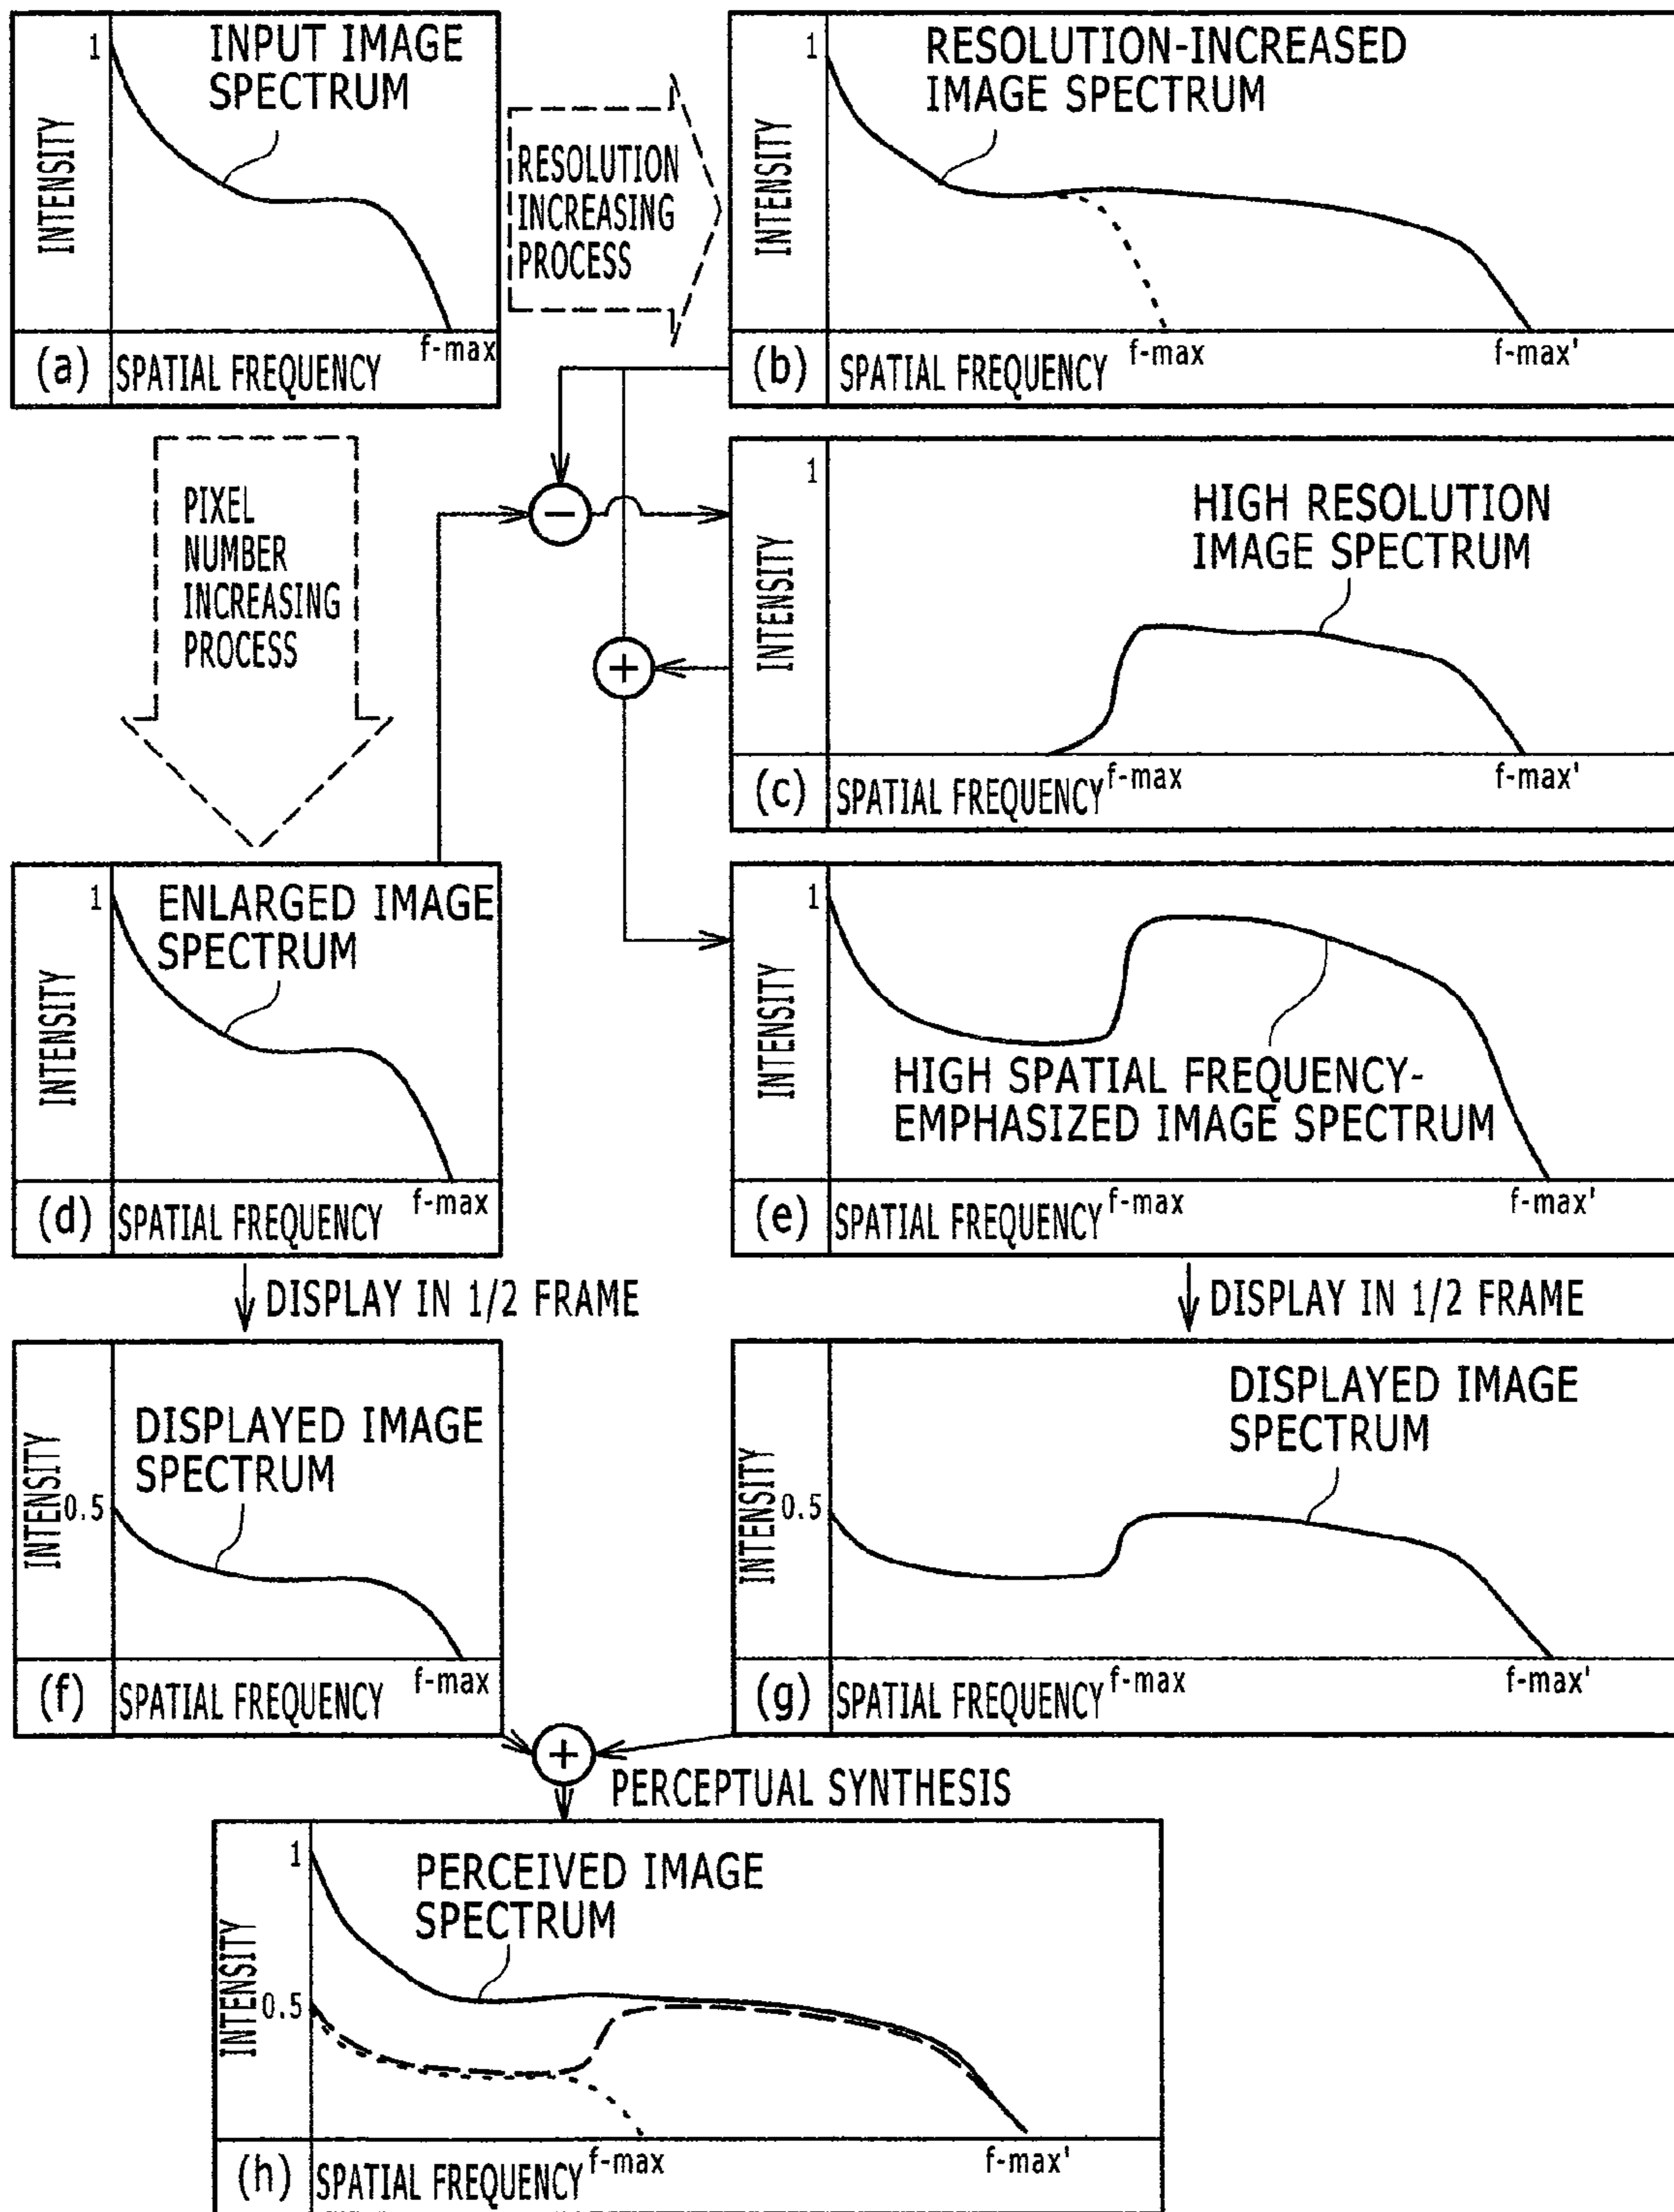 1
INPUT IMAGE
SPECTRUM
INTENSITY
f-max
(a)
SPATIAL FREQUENCY
RESOLUTION
INCREASING
PROCESS
1
RESOLUTION-INCREASED
IMAGE SPECTRUM
INTENSITY
f-max
f-max'
(b)
SPATIAL FREQUENCY
PIXEL
NUMBER
INCREASING
PROCESS
−
+
1
HIGH RESOLUTION
IMAGE SPECTRUM
INTENSITY
f-max
f-max'
(c)
SPATIAL FREQUENCY
1
ENLARGED IMAGE
SPECTRUM
INTENSITY
f-max
(d)
SPATIAL FREQUENCY
1
INTENSITY
HIGH SPATIAL FREQUENCY-
EMPHASIZED IMAGE SPECTRUM
f-max
f-max'
(e)
SPATIAL FREQUENCY
DISPLAY IN 1/2 FRAME
DISPLAY IN 1/2 FRAME
DISPLAYED IMAGE
SPECTRUM
INTENSITY
0.5
f-max
(f)
SPATIAL FREQUENCY
DISPLAYED IMAGE
SPECTRUM
INTENSITY
0.5
f-max
f-max'
(g)
SPATIAL FREQUENCY
+
PERCEPTUAL SYNTHESIS
1
PERCEIVED IMAGE
SPECTRUM
INTENSITY
0.5
f-max
f-max'
(h)
SPATIAL FREQUENCY